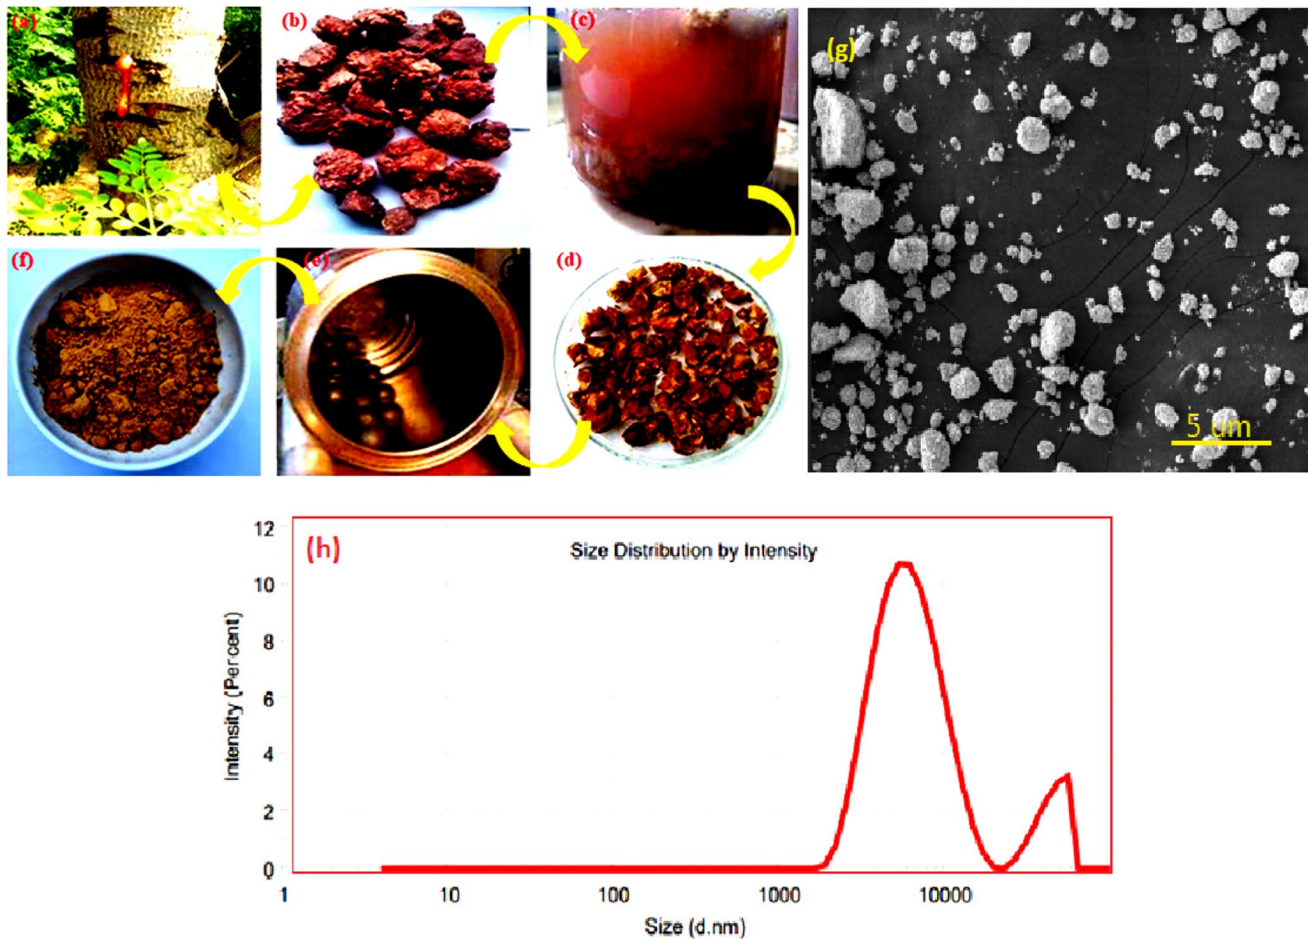 (a)
(b)
(c)
(g)
(f)
(e)
(d)
5 um
(h)
Size Distribution by Intensity
12
10
8
6
4
2
0
Intensity (Percent)
1
10
100
1000
10000
Size (d.nm)